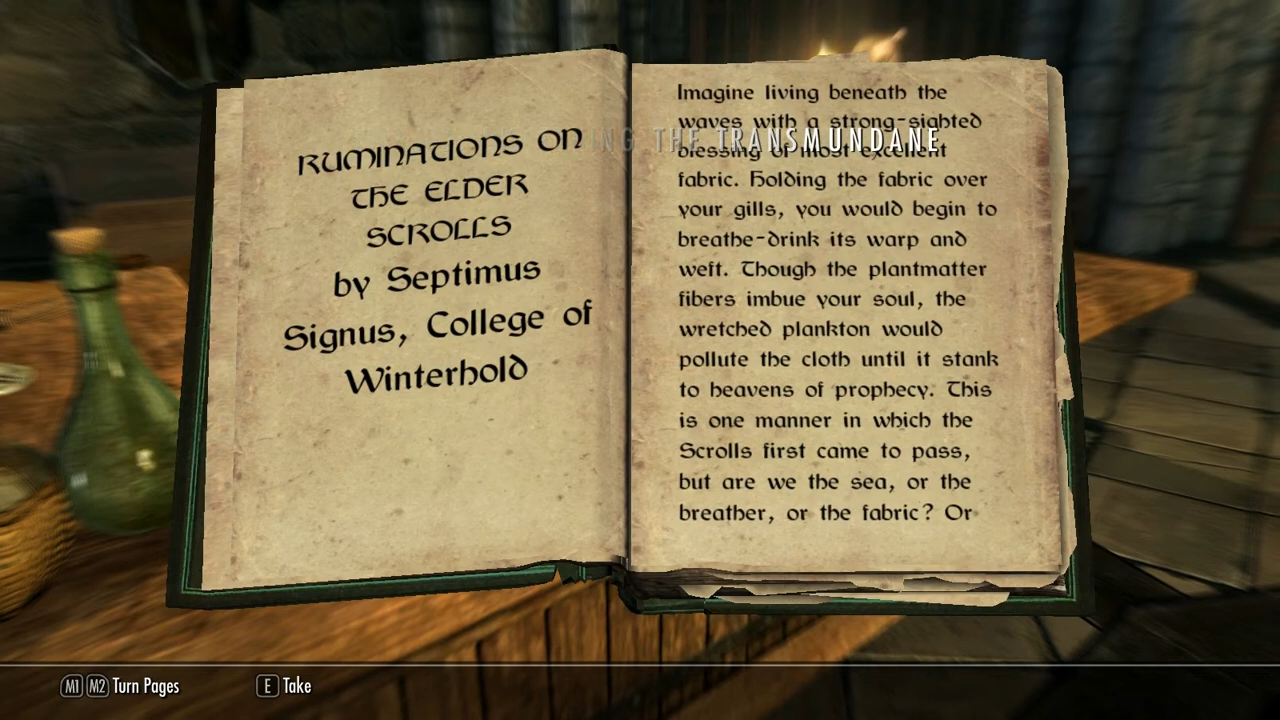 RUMINATIONS ON
THE ELDER
SCROLLS
by Septimus
Signus, College of
Winterhold
Imagine living beneath the
waves with a strong-sighted
blessing of most excellent
fabric. Holding the fabric over
your gills, you would begin to
breathe-drink its warp and
weft. Though the plantmatter
fibers imbue your soul, the
wretched plankton would
pollute the cloth until it stank
to heavens of prophecy. This
is one manner in which the
Scrolls first came to pass,
but are we the sea, or the
breather, or the fabric? Or
ING THE TRANSMUNDANE
M1 M2 Turn Pages
E Take